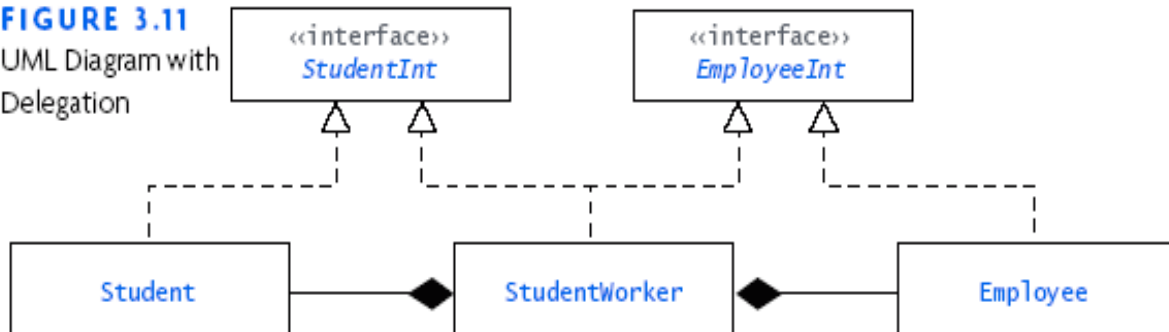 FIGURE 3.11
UML Diagram with
Delegation
«interface»
StudentInt
«interface»
EmployeeInt
Student
StudentWorker
Employee